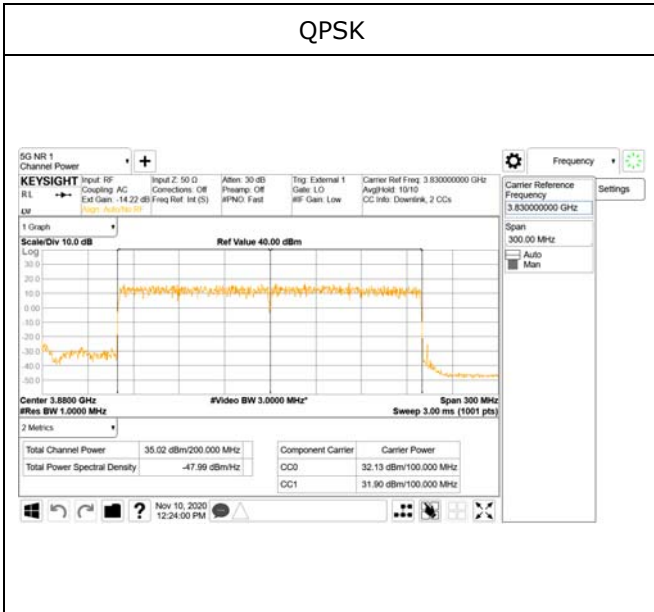 QPSK
5G NR 1
Channel Power
+
Frequency
KEYSIGHT
Input: RF
Input Z: 50 Ω
Atten: 30 dB
Trig: External 1
Carrier Ref Freq: 3.830000000 GHz
R L
Coupling: AC
Corrections: Off
Preamp: Off
Gate: LO
Avg|Hold: 10/10
Ext Gain: -14.22 dB
Freq Ref: Int (S)
#PNO: Fast
#IF Gain: Low
CC Info: Downlink, 2 CCs
Align: Auto/No RF
Carrier Reference
Frequency
3.830000000 GHz
Settings
Span
300.00 MHz
Auto
Man
1 Graph
Scale/Div 10.0 dB
Ref Value 40.00 dBm
Log
30.0
20.0
10.0
0.00
-10.0
-20.0
-30.0
-40.0
-50.0
Center 3.8800 GHz
#Video BW 3.0000 MHz*
Span 300 MHz
#Res BW 1.0000 MHz
Sweep 3.00 ms (1001 pts)
2 Metrics
Total Channel Power
35.02 dBm/200.000 MHz
Total Power Spectral Density
-47.99 dBm/Hz
Component Carrier
Carrier Power
CC0
32.13 dBm/100.000 MHz
CC1
31.90 dBm/100.000 MHz
?
Nov 10, 2020
12:24:00 PM